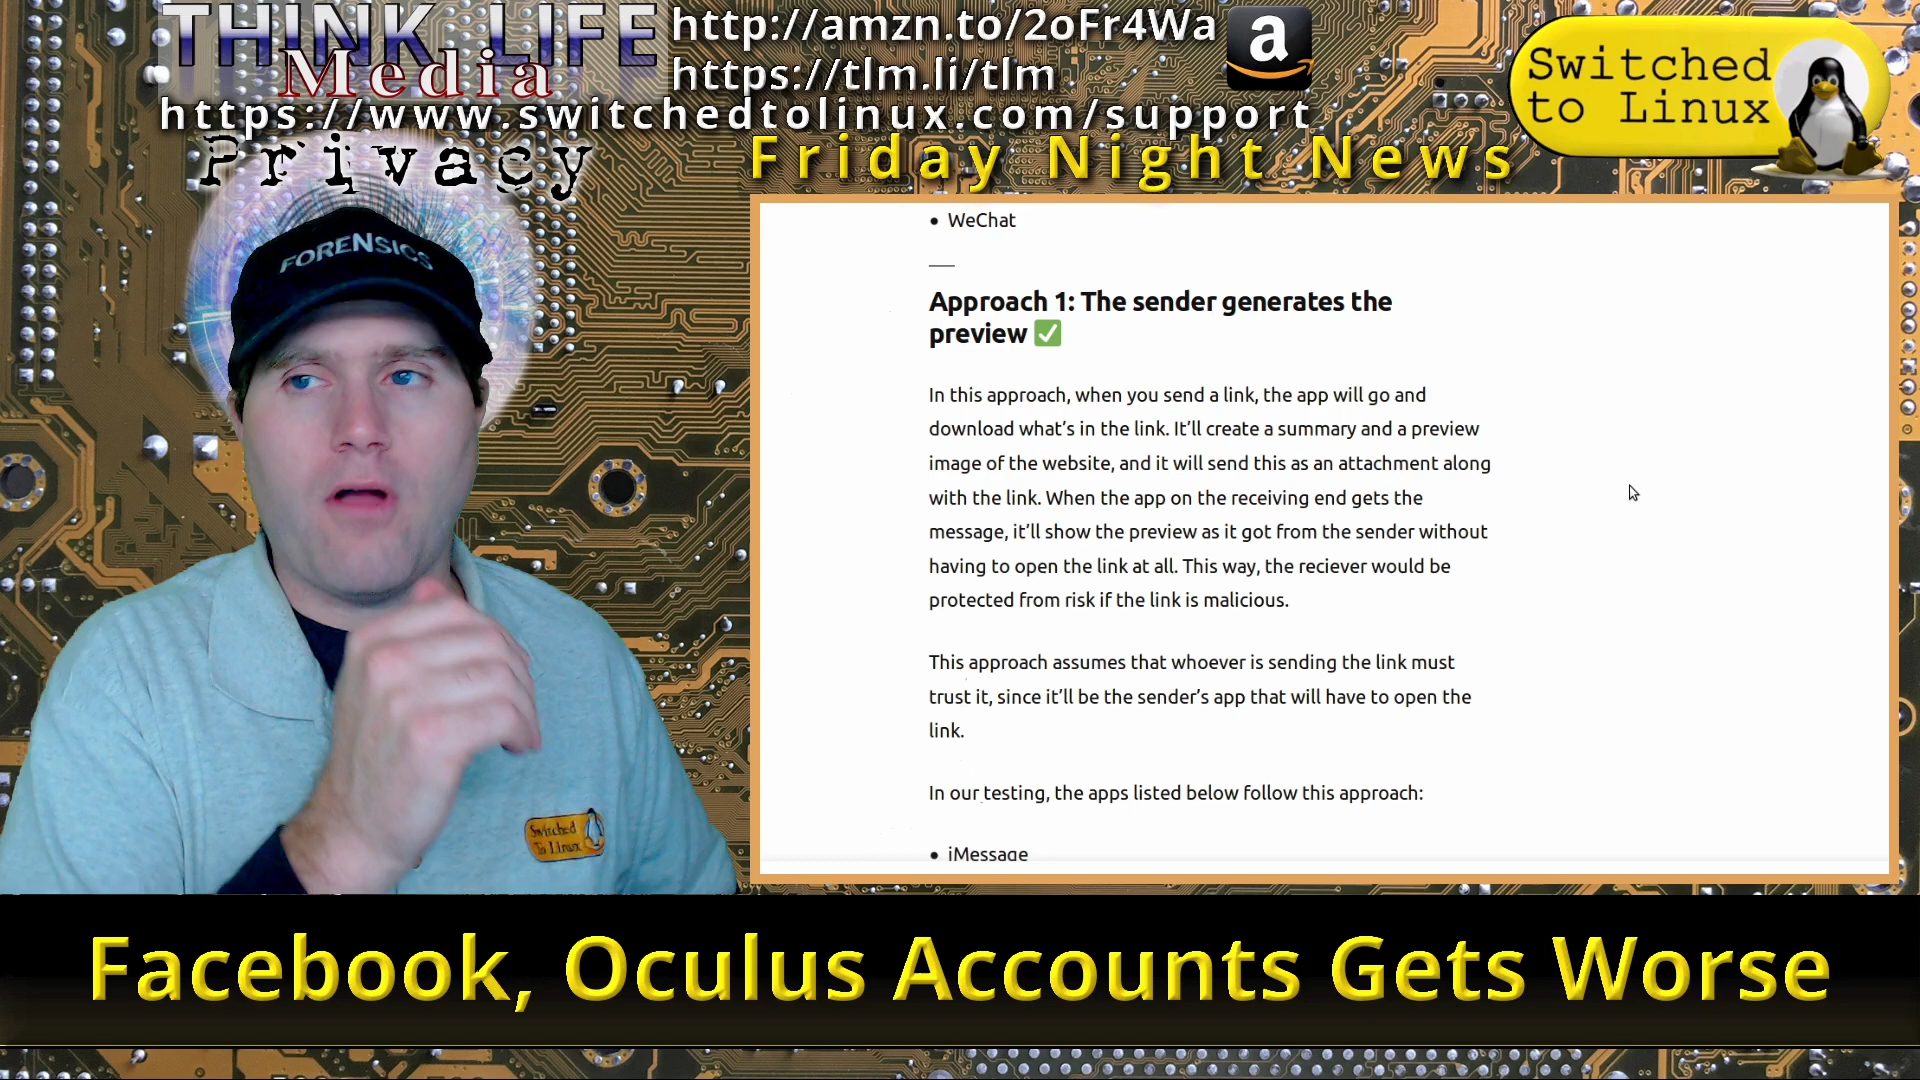 THINK LIFE
Media
http://amzn.to/2oFr4Wa
https://tlm.li/tlm
https://www.switchedtolinux.com/support
a
Switched
to Linux
Privacy
Friday Night News
FORENSICS
Switched
To Linux
• WeChat
Approach 1: The sender generates the
preview ✅
In this approach, when you send a link, the app will go and
download what's in the link. It'll create a summary and a preview
image of the website, and it will send this as an attachment along
with the link. When the app on the receiving end gets the
message, it'll show the preview as it got from the sender without
having to open the link at all. This way, the reciever would be
protected from risk if the link is malicious.
This approach assumes that whoever is sending the link must
trust it, since it'll be the sender's app that will have to open the
link.
In our testing, the apps listed below follow this approach:
• iMessage
Facebook, Oculus Accounts Gets Worse